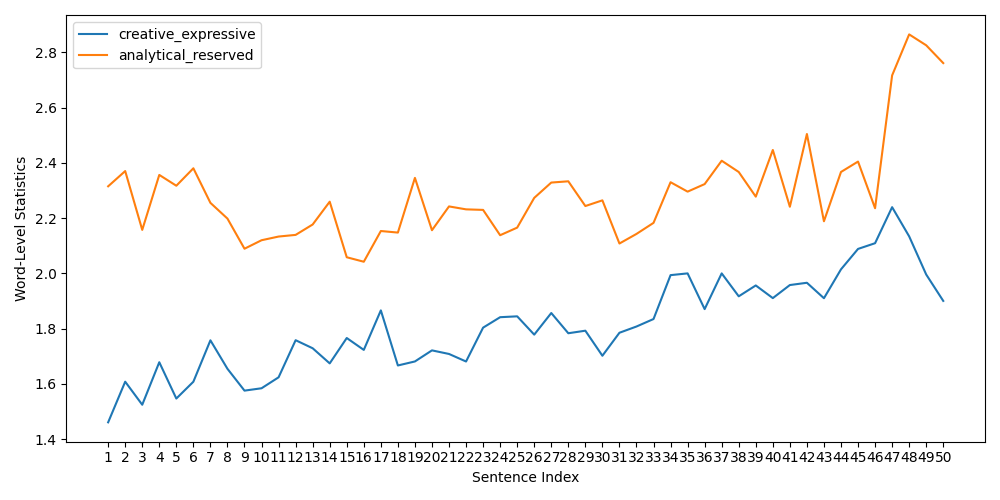 creative_expressive
analytical_reserved
Word-Level Statistics
2.8
2.6
2.4
2.2
2.0
1.8
1.6
1.4
1 2 3 4 5 6 7 8 9 10 11 12 13 14 15 16 17 18 19 20 21 22 23 24 25 26 27 28 29 30 31 32 33 34 35 36 37 38 39 40 41 42 43 44 45 46 47 48 49 50
Sentence Index